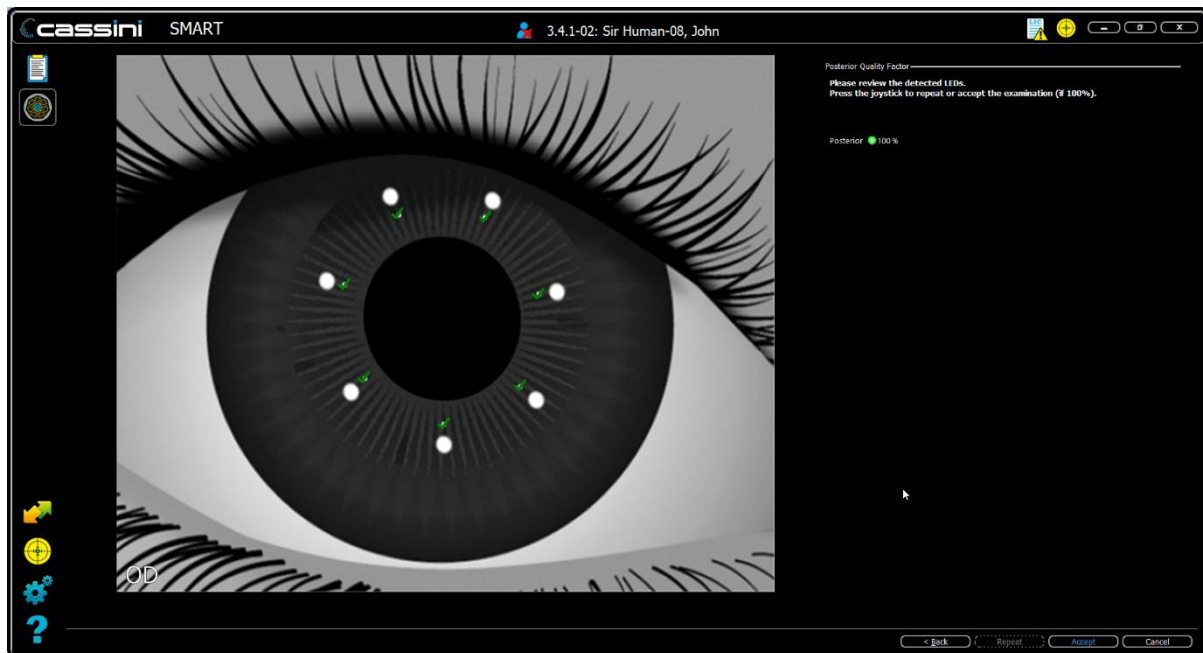 cassini SMART 3.4.1-02: Sir Human-08, John LIC
Posterior Quality Factor
Please review the detected LEDs.
Press the joystick to repeat or accept the examination (if 100%).
Posterior 100 %
OD
?
< Back Repeat Accept Cancel